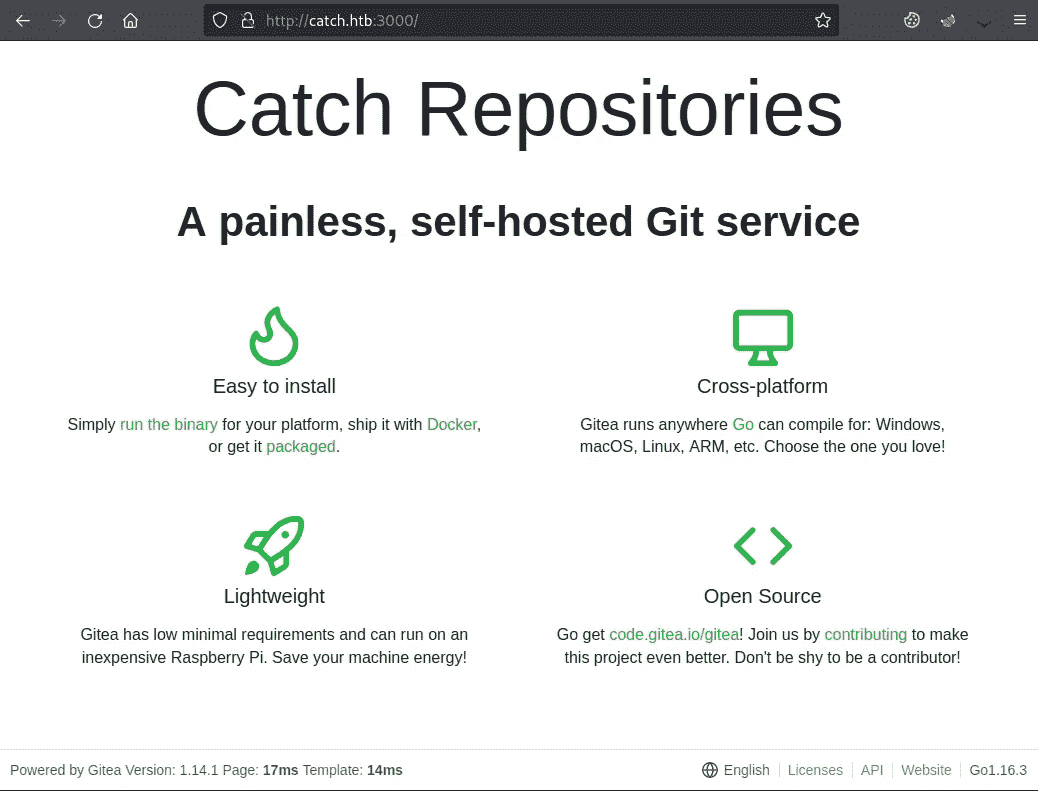 http://catch.htb:3000/
Catch Repositories
A painless, self-hosted Git service
Easy to install
Simply run the binary for your platform, ship it with Docker,
or get it packaged.
Cross-platform
Gitea runs anywhere Go can compile for: Windows,
macOS, Linux, ARM, etc. Choose the one you love!
Lightweight
Gitea has low minimal requirements and can run on an
inexpensive Raspberry Pi. Save your machine energy!
Open Source
Go get code.gitea.io/gitea! Join us by contributing to make
this project even better. Don't be shy to be a contributor!
Powered by Gitea Version: 1.14.1 Page: 17ms Template: 14ms
English Licenses API Website Go1.16.3